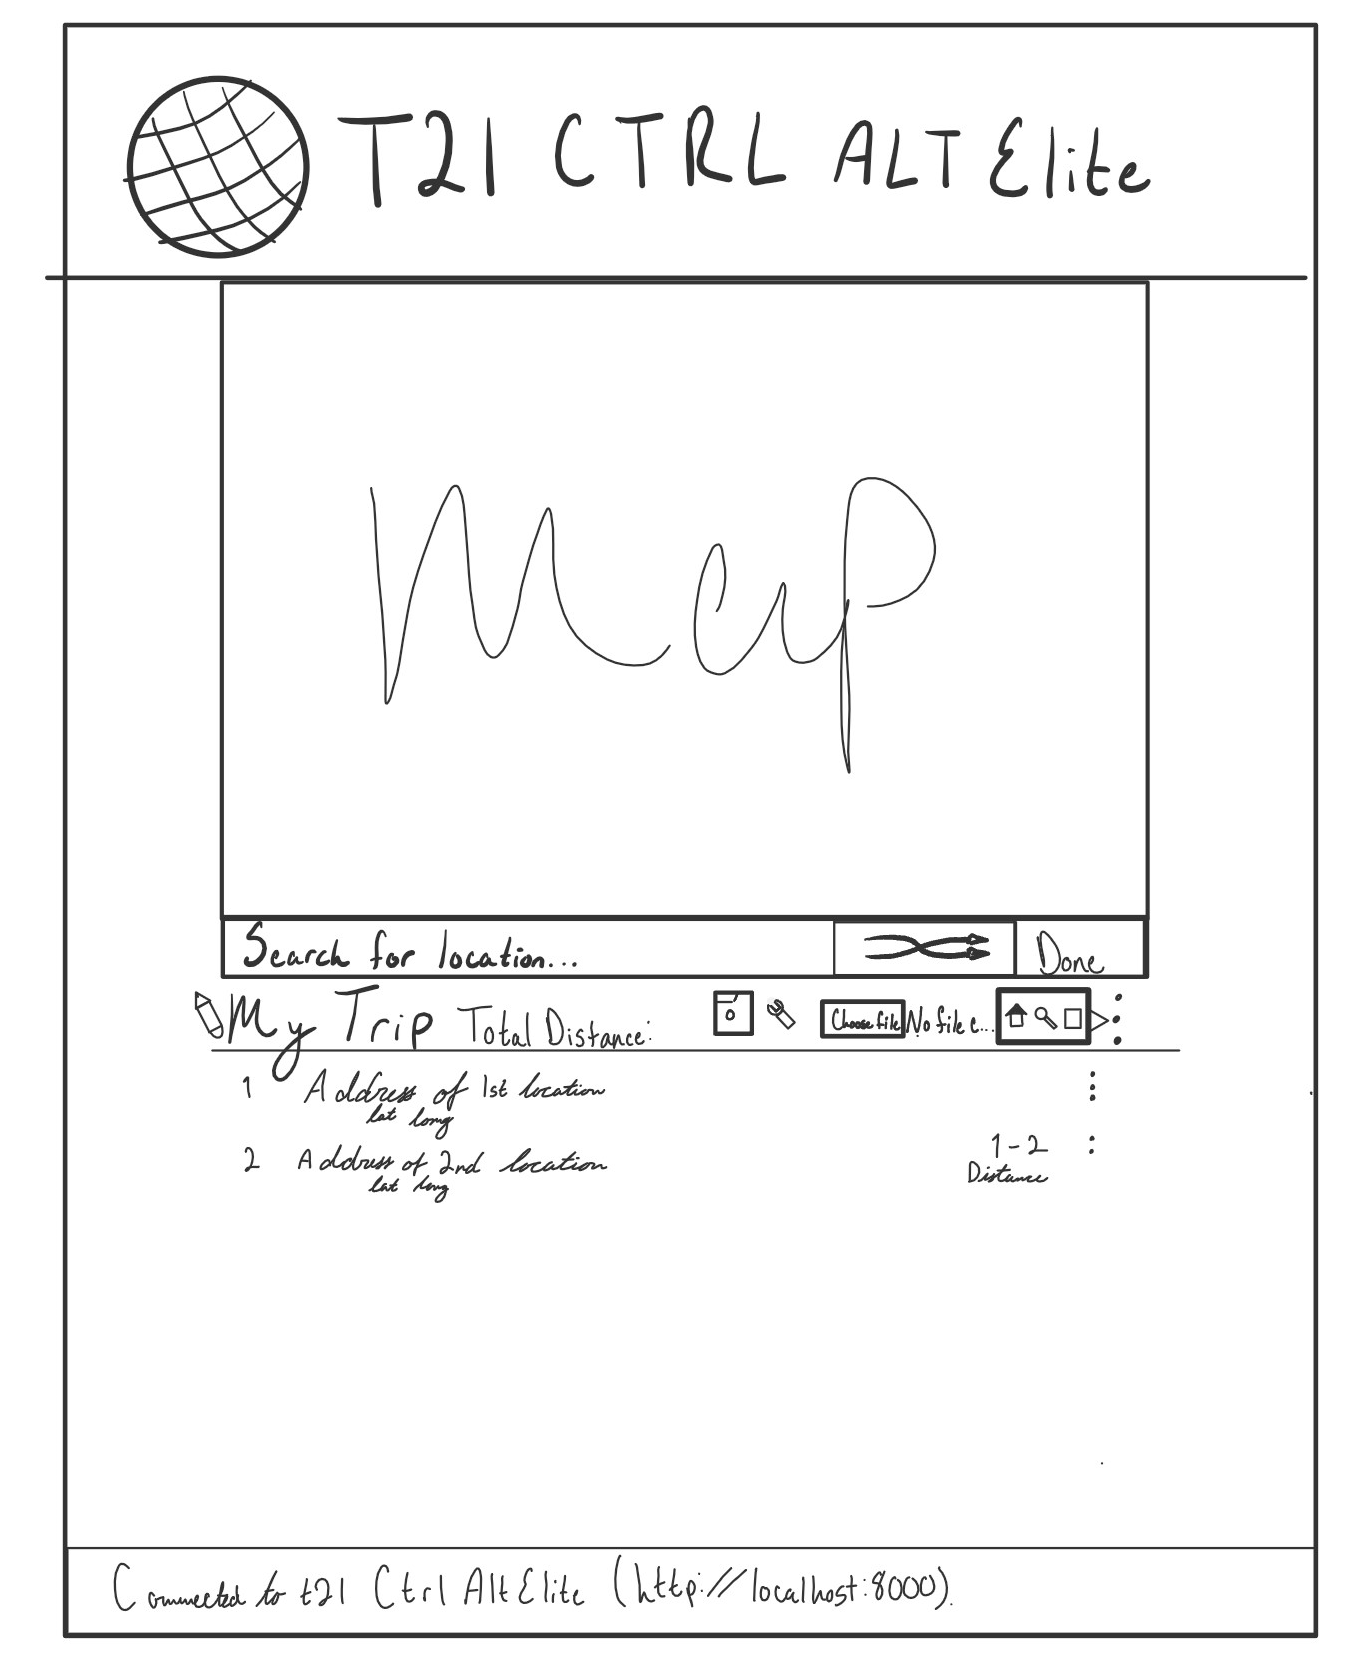 T21 CTRL ALT Elite
Map
Search for location... Done
My Trip Total Distance: Choose file No file c...
1 Address of 1st location
lat long
2 Address of 2nd location 1-2
lat long Distance
Connected to t21 Ctrl Alt Elite (http://localhost:8000).